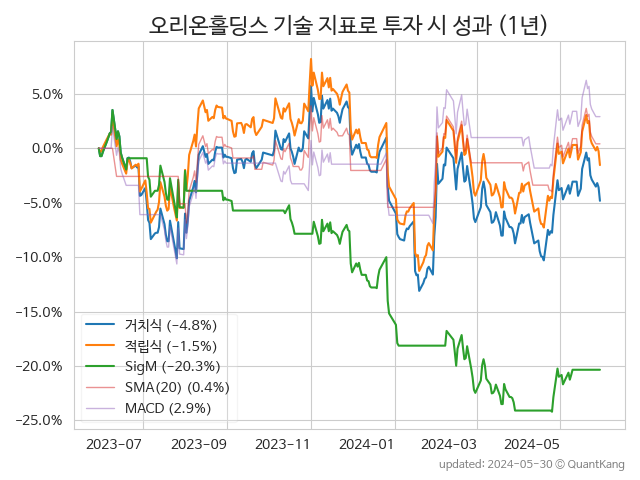 오리온홀딩스 기술 지표로 투자 시 성과 (1년)
5.0%
0.0%
−5.0%
−10.0%
−15.0%
−20.0%
−25.0%
거치식 (−4.8%)
적립식 (−1.5%)
SigM (−20.3%)
SMA(20) (0.4%)
MACD (2.9%)
2023-07 2023-09 2023-11 2024-01 2024-03 2024-05
updated: 2024-05-30 ⓒ QuantKang